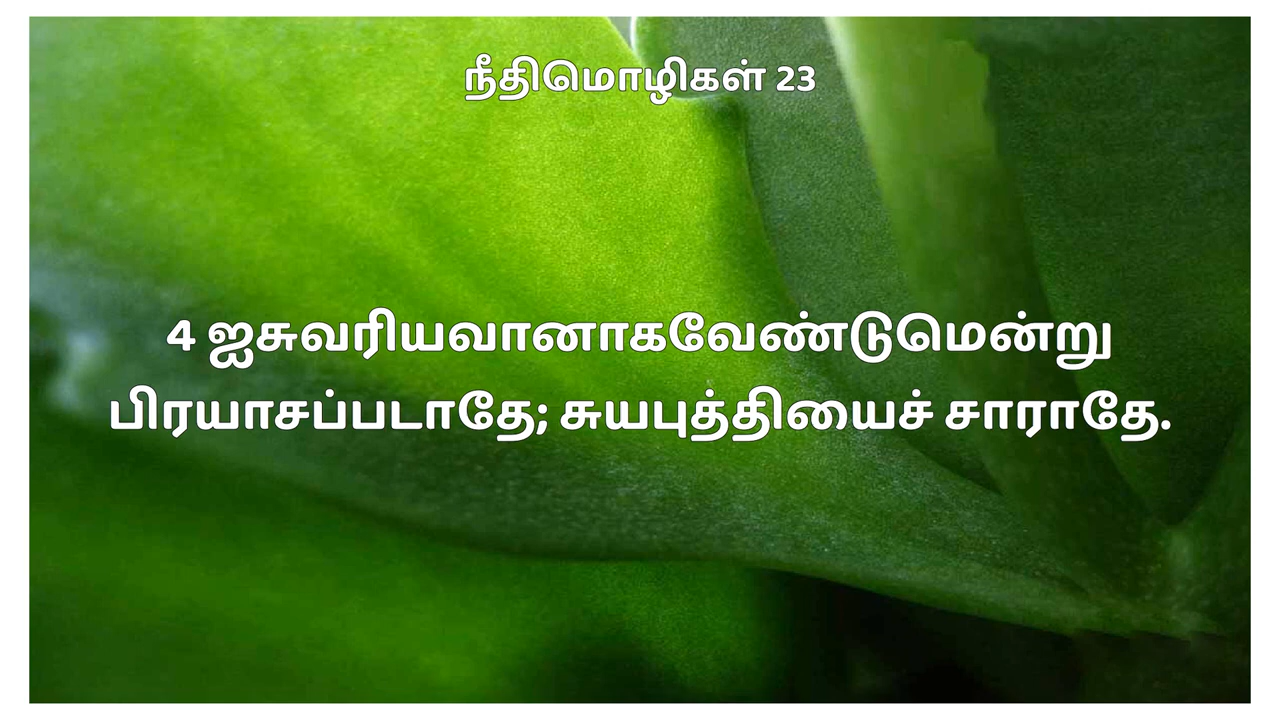 நீதிமொழிகள் 23
4 ஐசுவரியவானாகவேண்டுமென்று
பிரயாசப்படாதே; சுயபுத்தியைச் சாராதே.